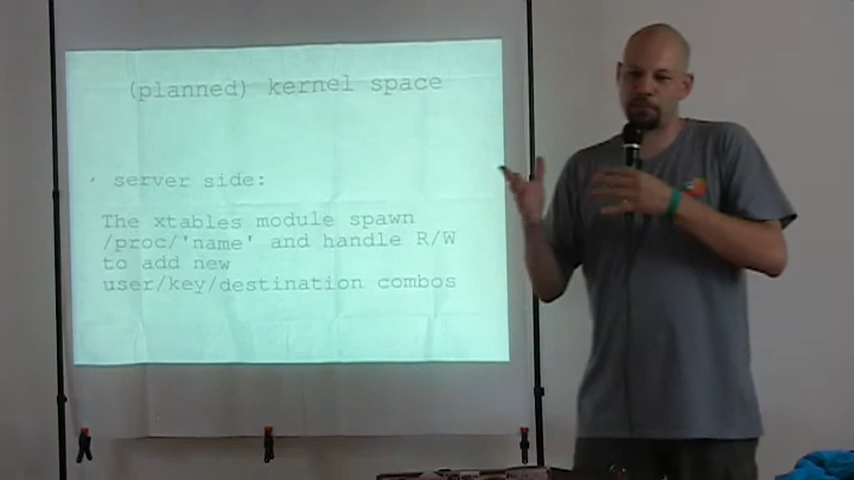 (planned) kernel space
server side:
The xtables module spawn
/proc/'name' and handle R/W
to add new
user/key/destination combos